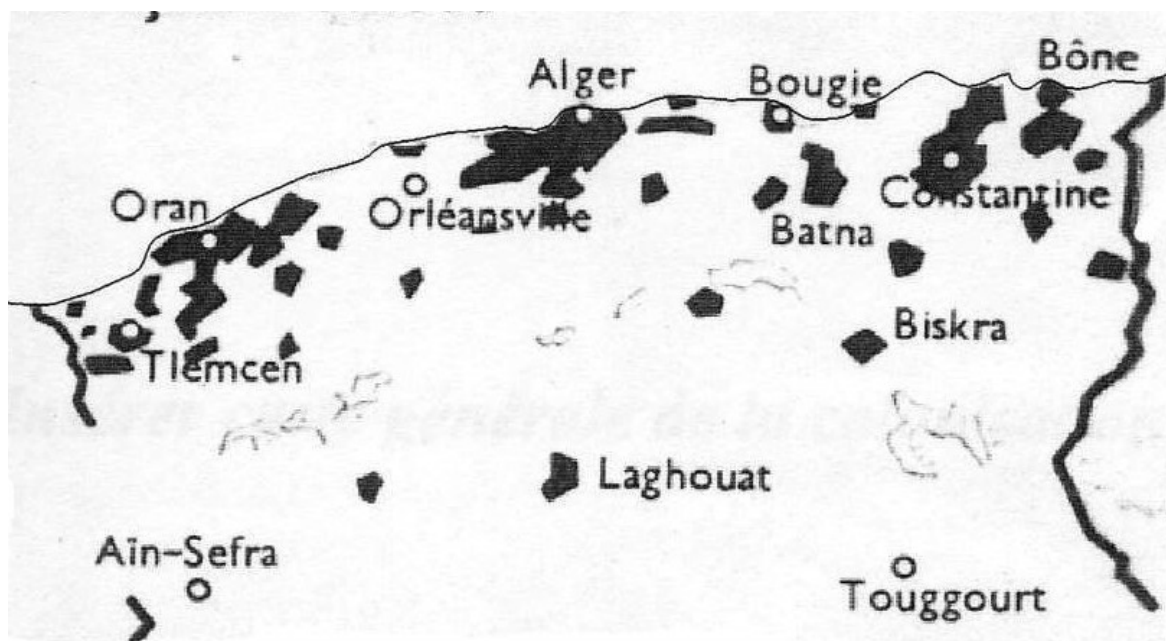 Alger
Bougie
Bône
Oran
Orléansville
Constantine
Batna
Tlemcen
Biskra
Laghouat
Aïn-Sefra
Touggourt